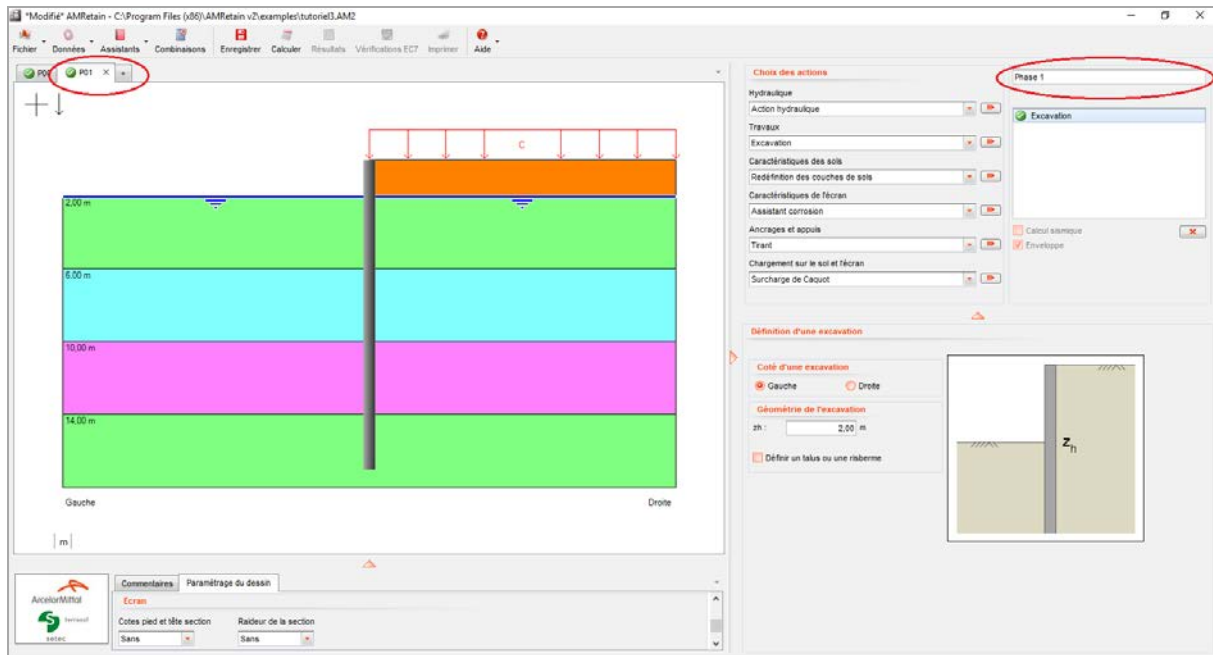 "Modifié" AMRetain - C:\Program Files (x86)\AMRetain v2\examples\tutoriel3.AM2
Fichier Données Assistants Combinaisons Enregistrer Calculer Résultats Vérifications EC7 Imprimer Aide
P00 P01 × +
C
2,00 m
6,00 m
10,00 m
14,00 m
Gauche Droite
m
ArcelorMittal
terrasol
setec
Commentaires Paramétrage du dessin
Ecran
Cotes pied et tête section Raideur de la section
Sans Sans
Choix des actions
Hydraulique
Action hydraulique
Travaux
Excavation
Caractéristiques des sols
Redéfinition des couches de sols
Caractéristiques de l'écran
Assistant corrosion
Ancrages et appuis
Tirant
Chargement sur le sol et l'écran
Surcharge de Caquot
Phase 1
Excavation
Calcul sismique
Enveloppe
Définition d'une excavation
Coté d'une excavation
Gauche Droite
Géométrie de l'excavation
zh : 2,00 m
Définir un talus ou une risberme
zh